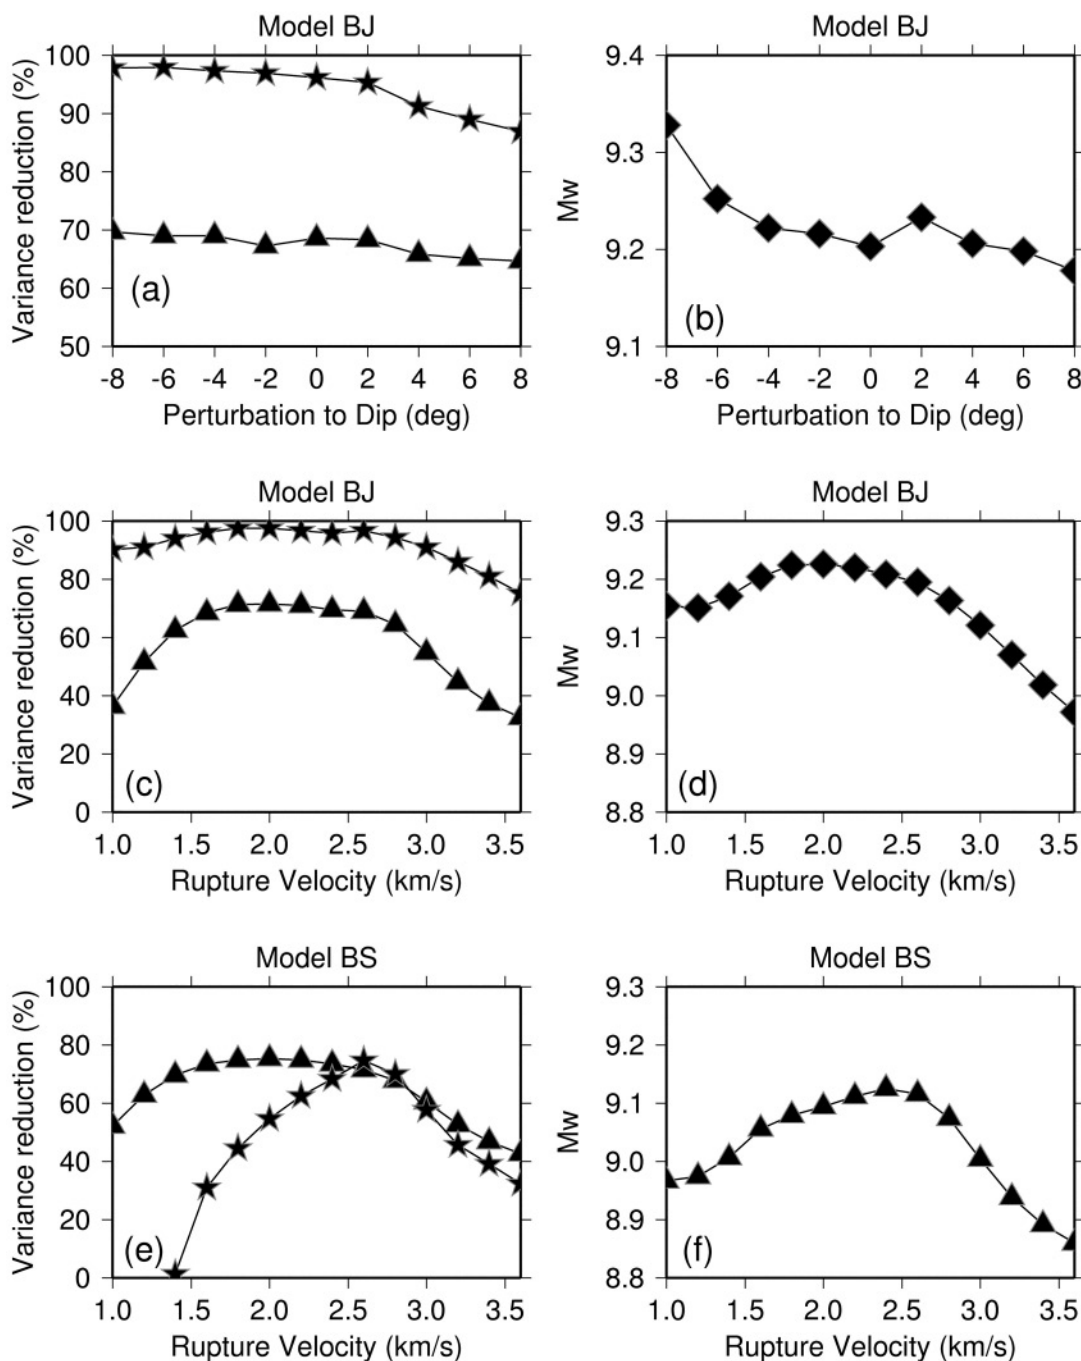 Model BJ
Variance reduction (%)
100
90
80
70
60
50
(a)
-8 -6 -4 -2 0 2 4 6 8
Perturbation to Dip (deg)
Model BJ
Mw
9.4
9.3
9.2
9.1
(b)
-8 -6 -4 -2 0 2 4 6 8
Perturbation to Dip (deg)
Model BJ
Variance reduction (%)
100
80
60
40
20
0
(c)
1.0 1.5 2.0 2.5 3.0 3.5
Rupture Velocity (km/s)
Model BJ
Mw
9.3
9.2
9.1
9.0
8.9
8.8
(d)
1.0 1.5 2.0 2.5 3.0 3.5
Rupture Velocity (km/s)
Model BS
Variance reduction (%)
100
80
60
40
20
0
(e)
1.0 1.5 2.0 2.5 3.0 3.5
Rupture Velocity (km/s)
Model BS
Mw
9.3
9.2
9.1
9.0
8.9
8.8
(f)
1.0 1.5 2.0 2.5 3.0 3.5
Rupture Velocity (km/s)